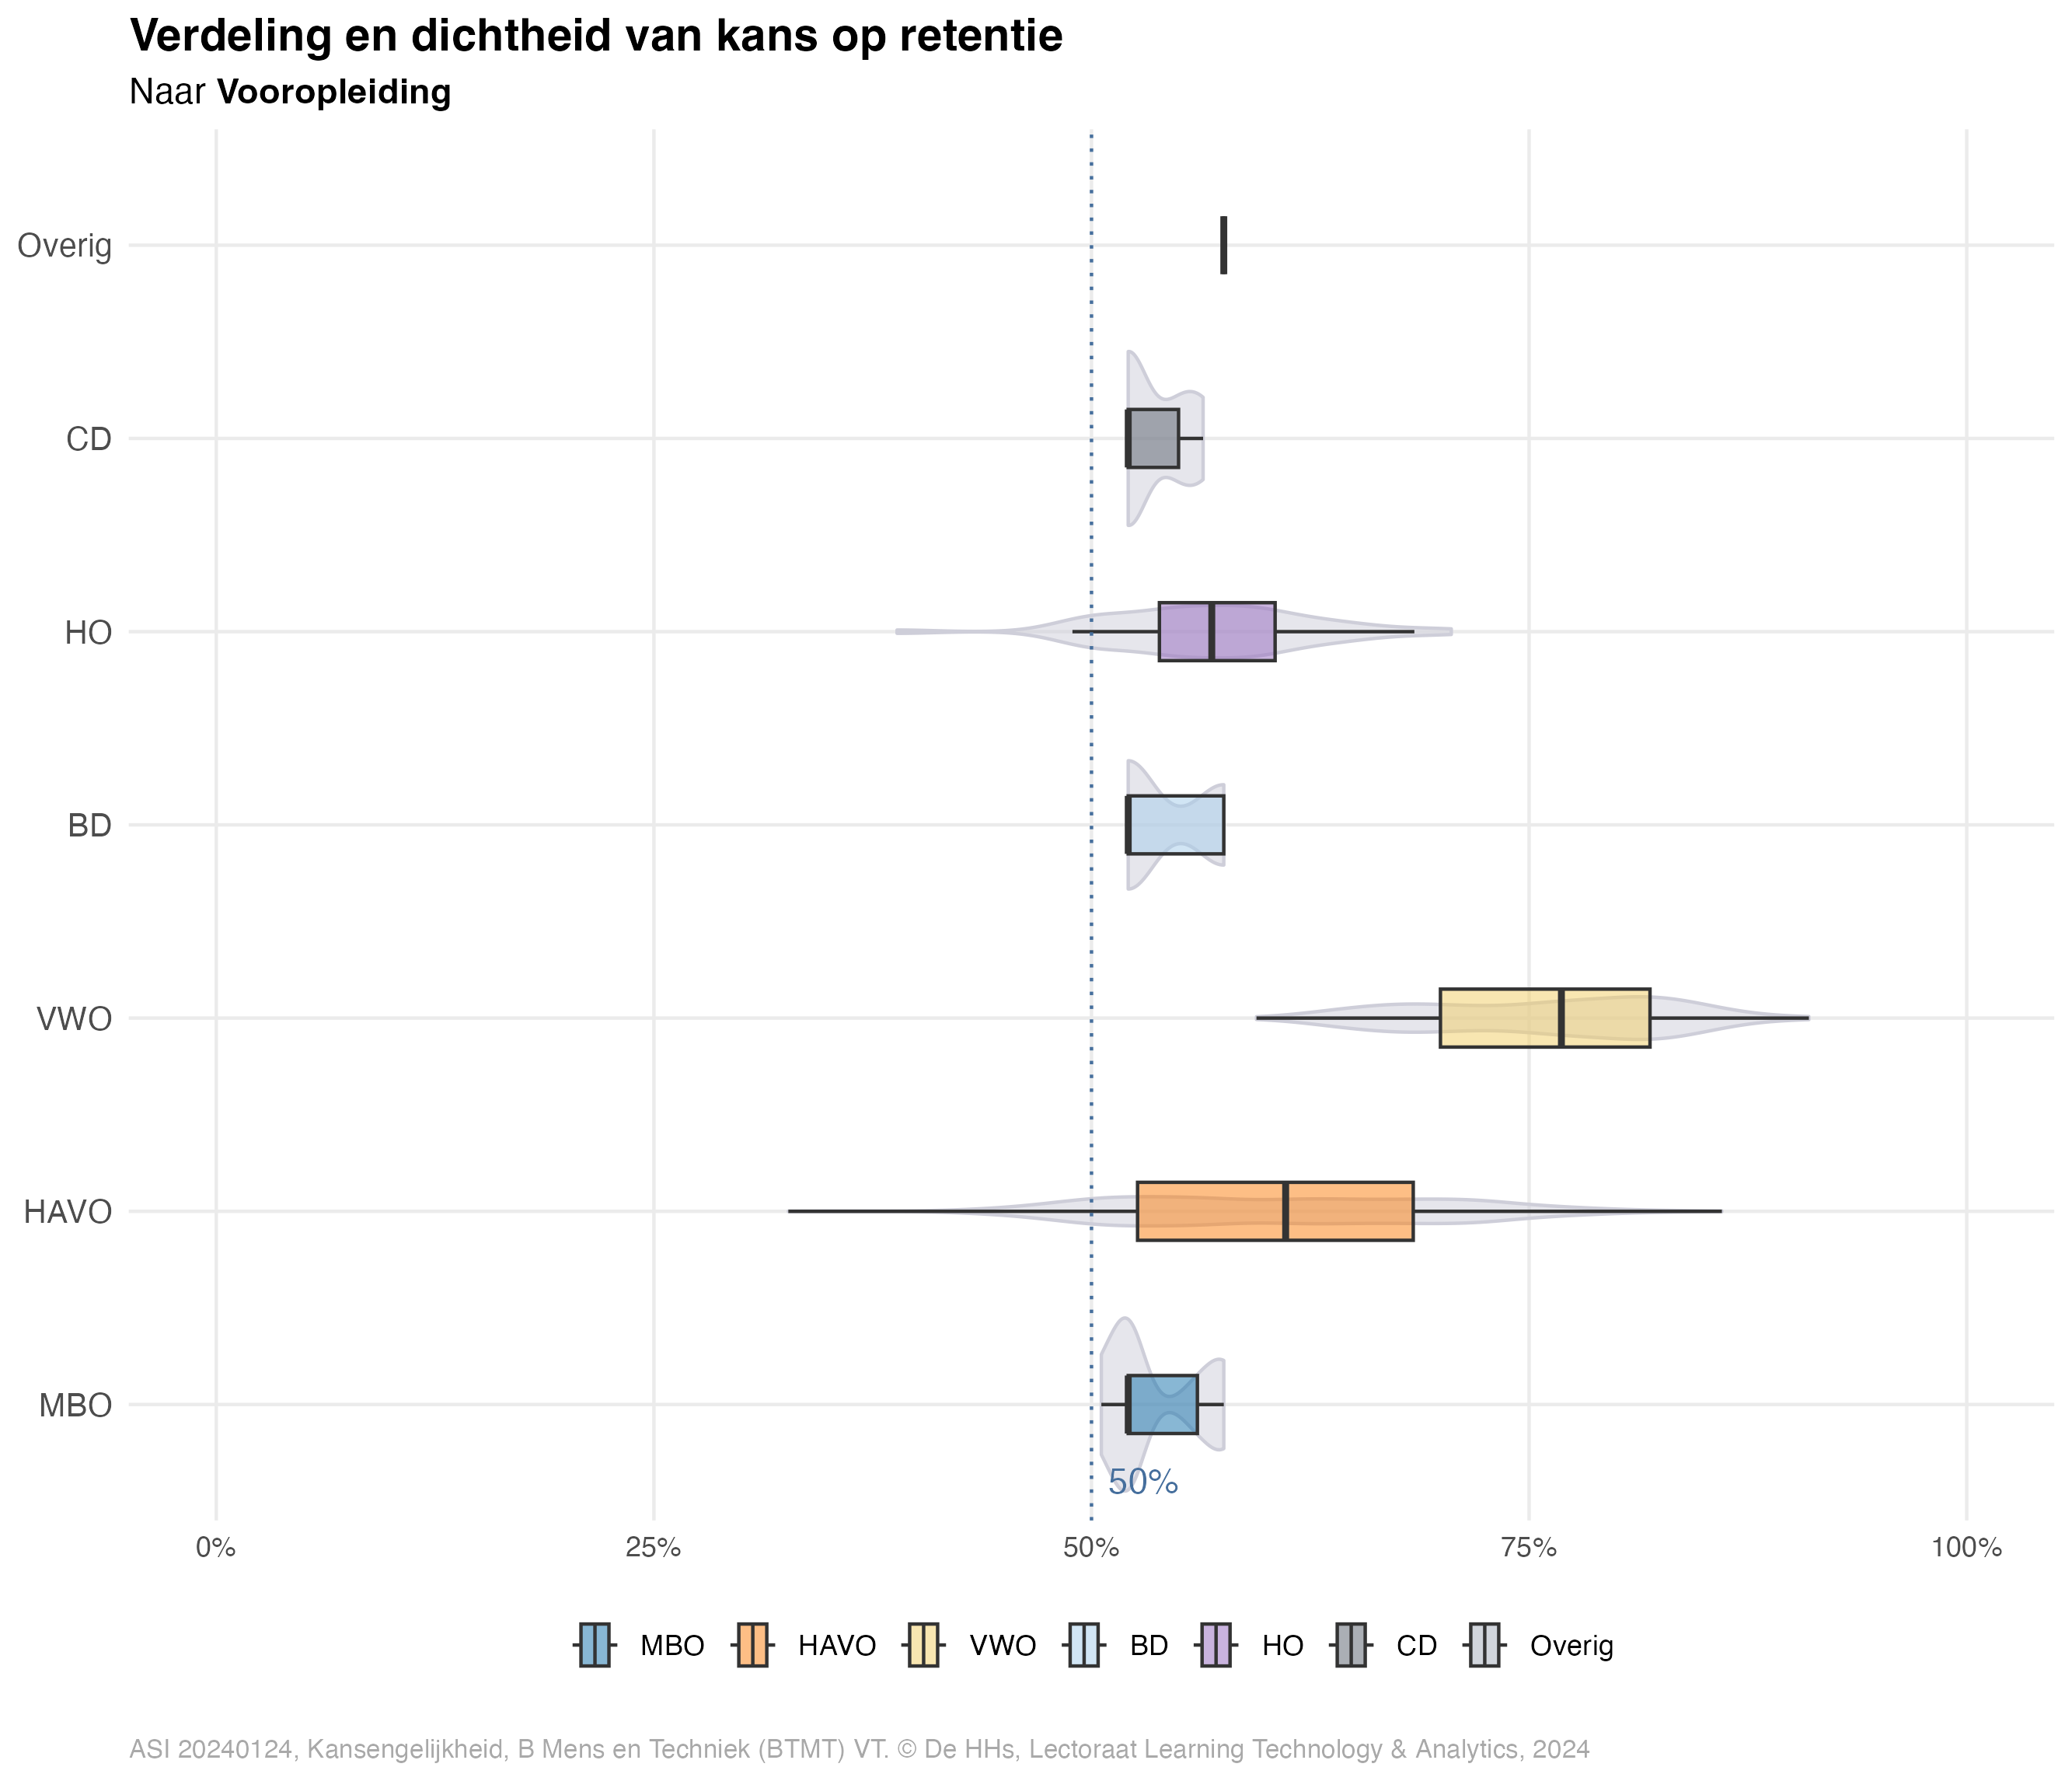 Verdeling en dichtheid van kans op retentie
Naar Vooropleiding
Overig
CD
HO
BD
VWO
HAVO
MBO
50%
0% 25% 50% 75% 100%
MBO HAVO VWO BD HO CD Overig
ASI 20240124, Kansengelijkheid, B Mens en Techniek (BTMT) VT. © De HHs, Lectoraat Learning Technology & Analytics, 2024